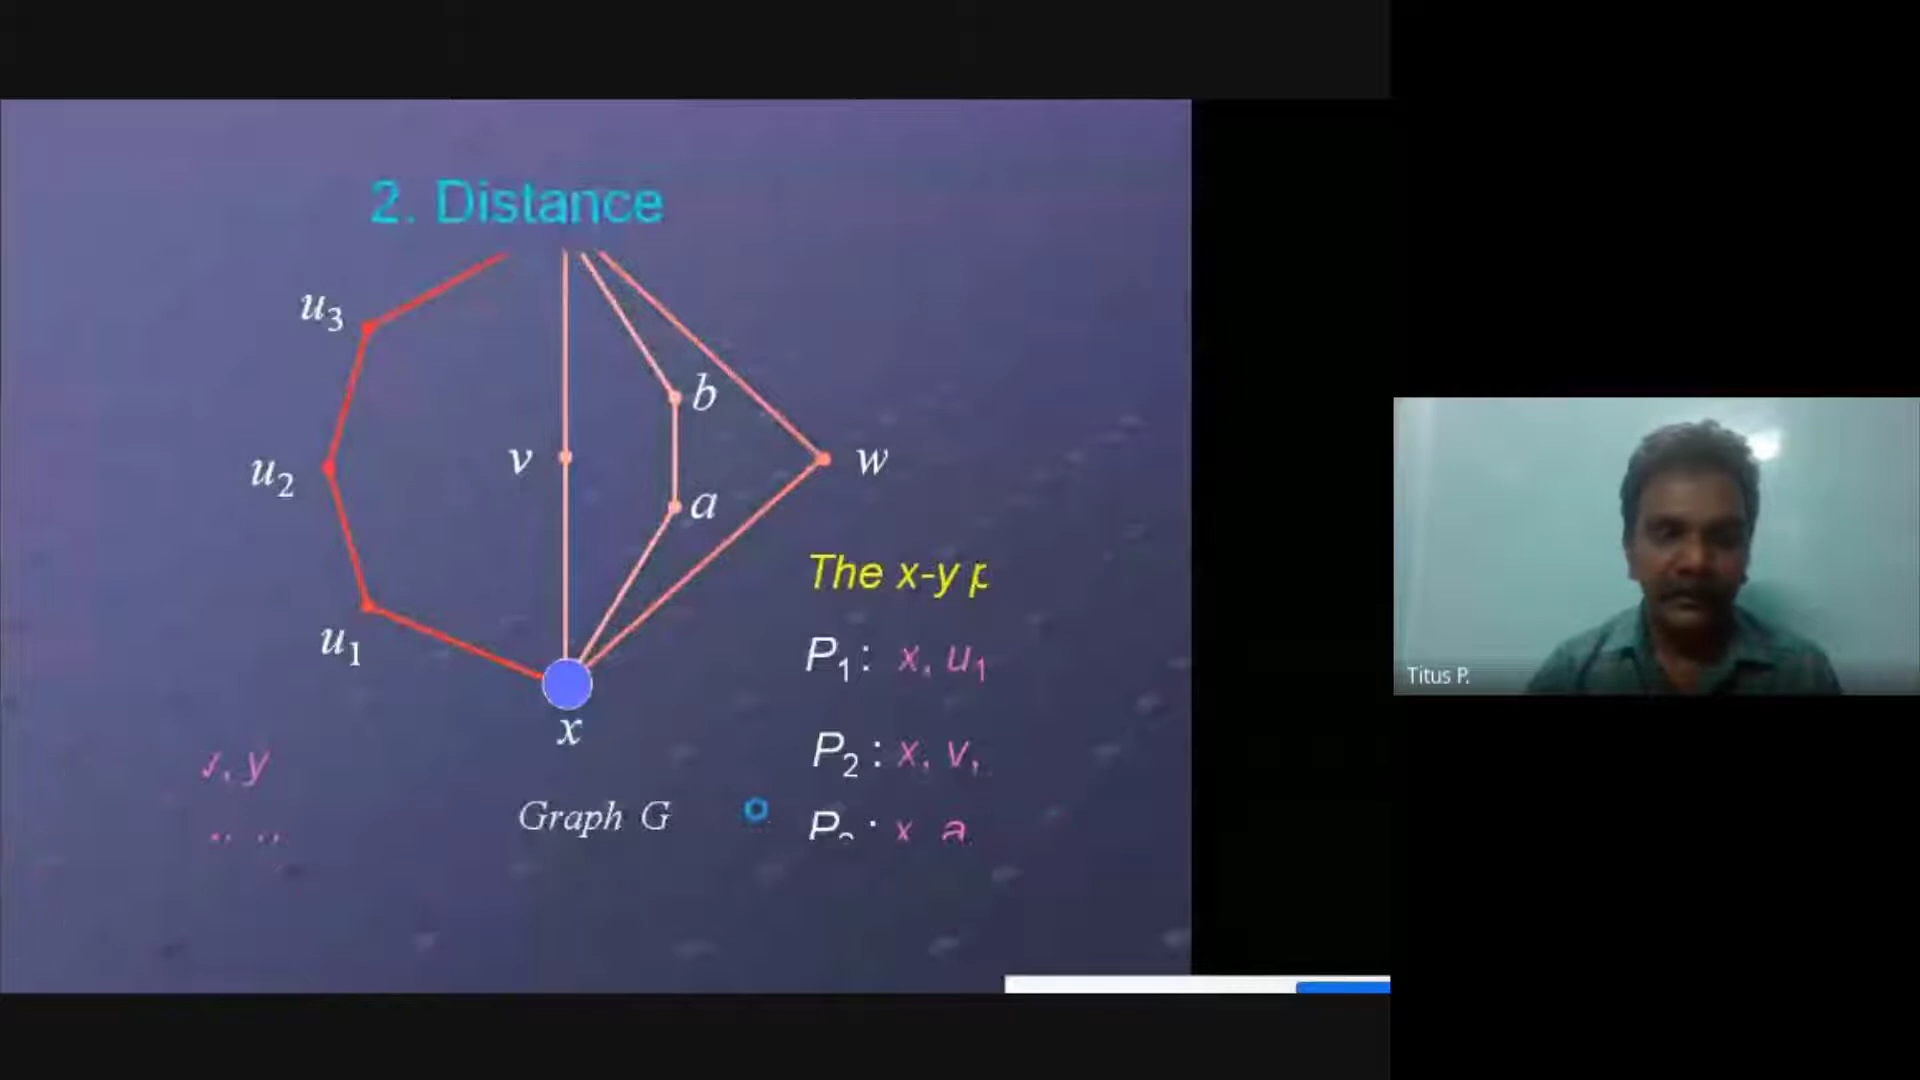 2. Distance
u3
b
v
w
u2
a
The x-y
P1: x, u1
u1
Titus P.
x
P2 : x, v,
y
Graph G
x a